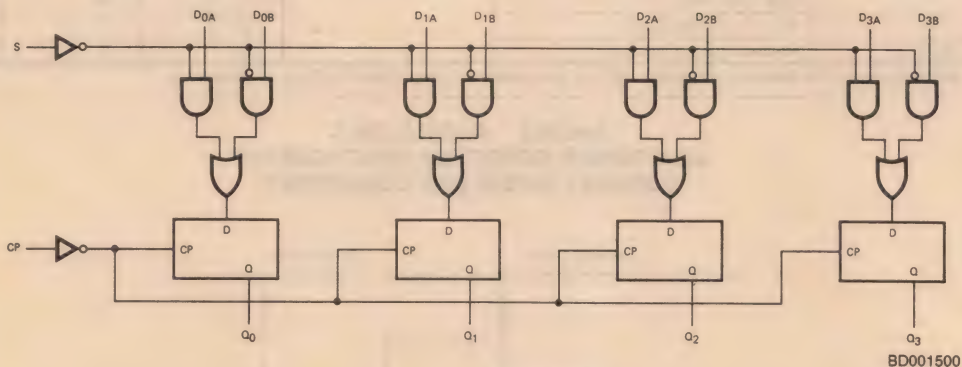 D0A D0B D1A D1B D2A D2B D3A D3B
S
D D D D
CP CP CP CP CP
Q Q Q Q
Q0 Q1 Q2 Q3
BD001500